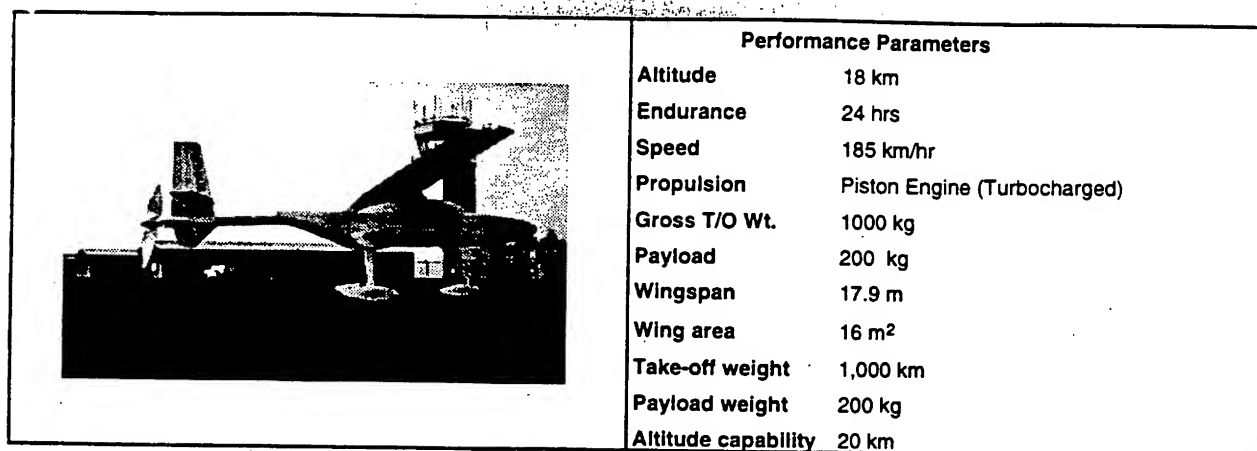 Performance Parameters
Altitude 18 km
Endurance 24 hrs
Speed 185 km/hr
Propulsion Piston Engine (Turbocharged)
Gross T/O Wt. 1000 kg
Payload 200 kg
Wingspan 17.9 m
Wing area 16 m²
Take-off weight 1,000 km
Payload weight 200 kg
Altitude capability 20 km